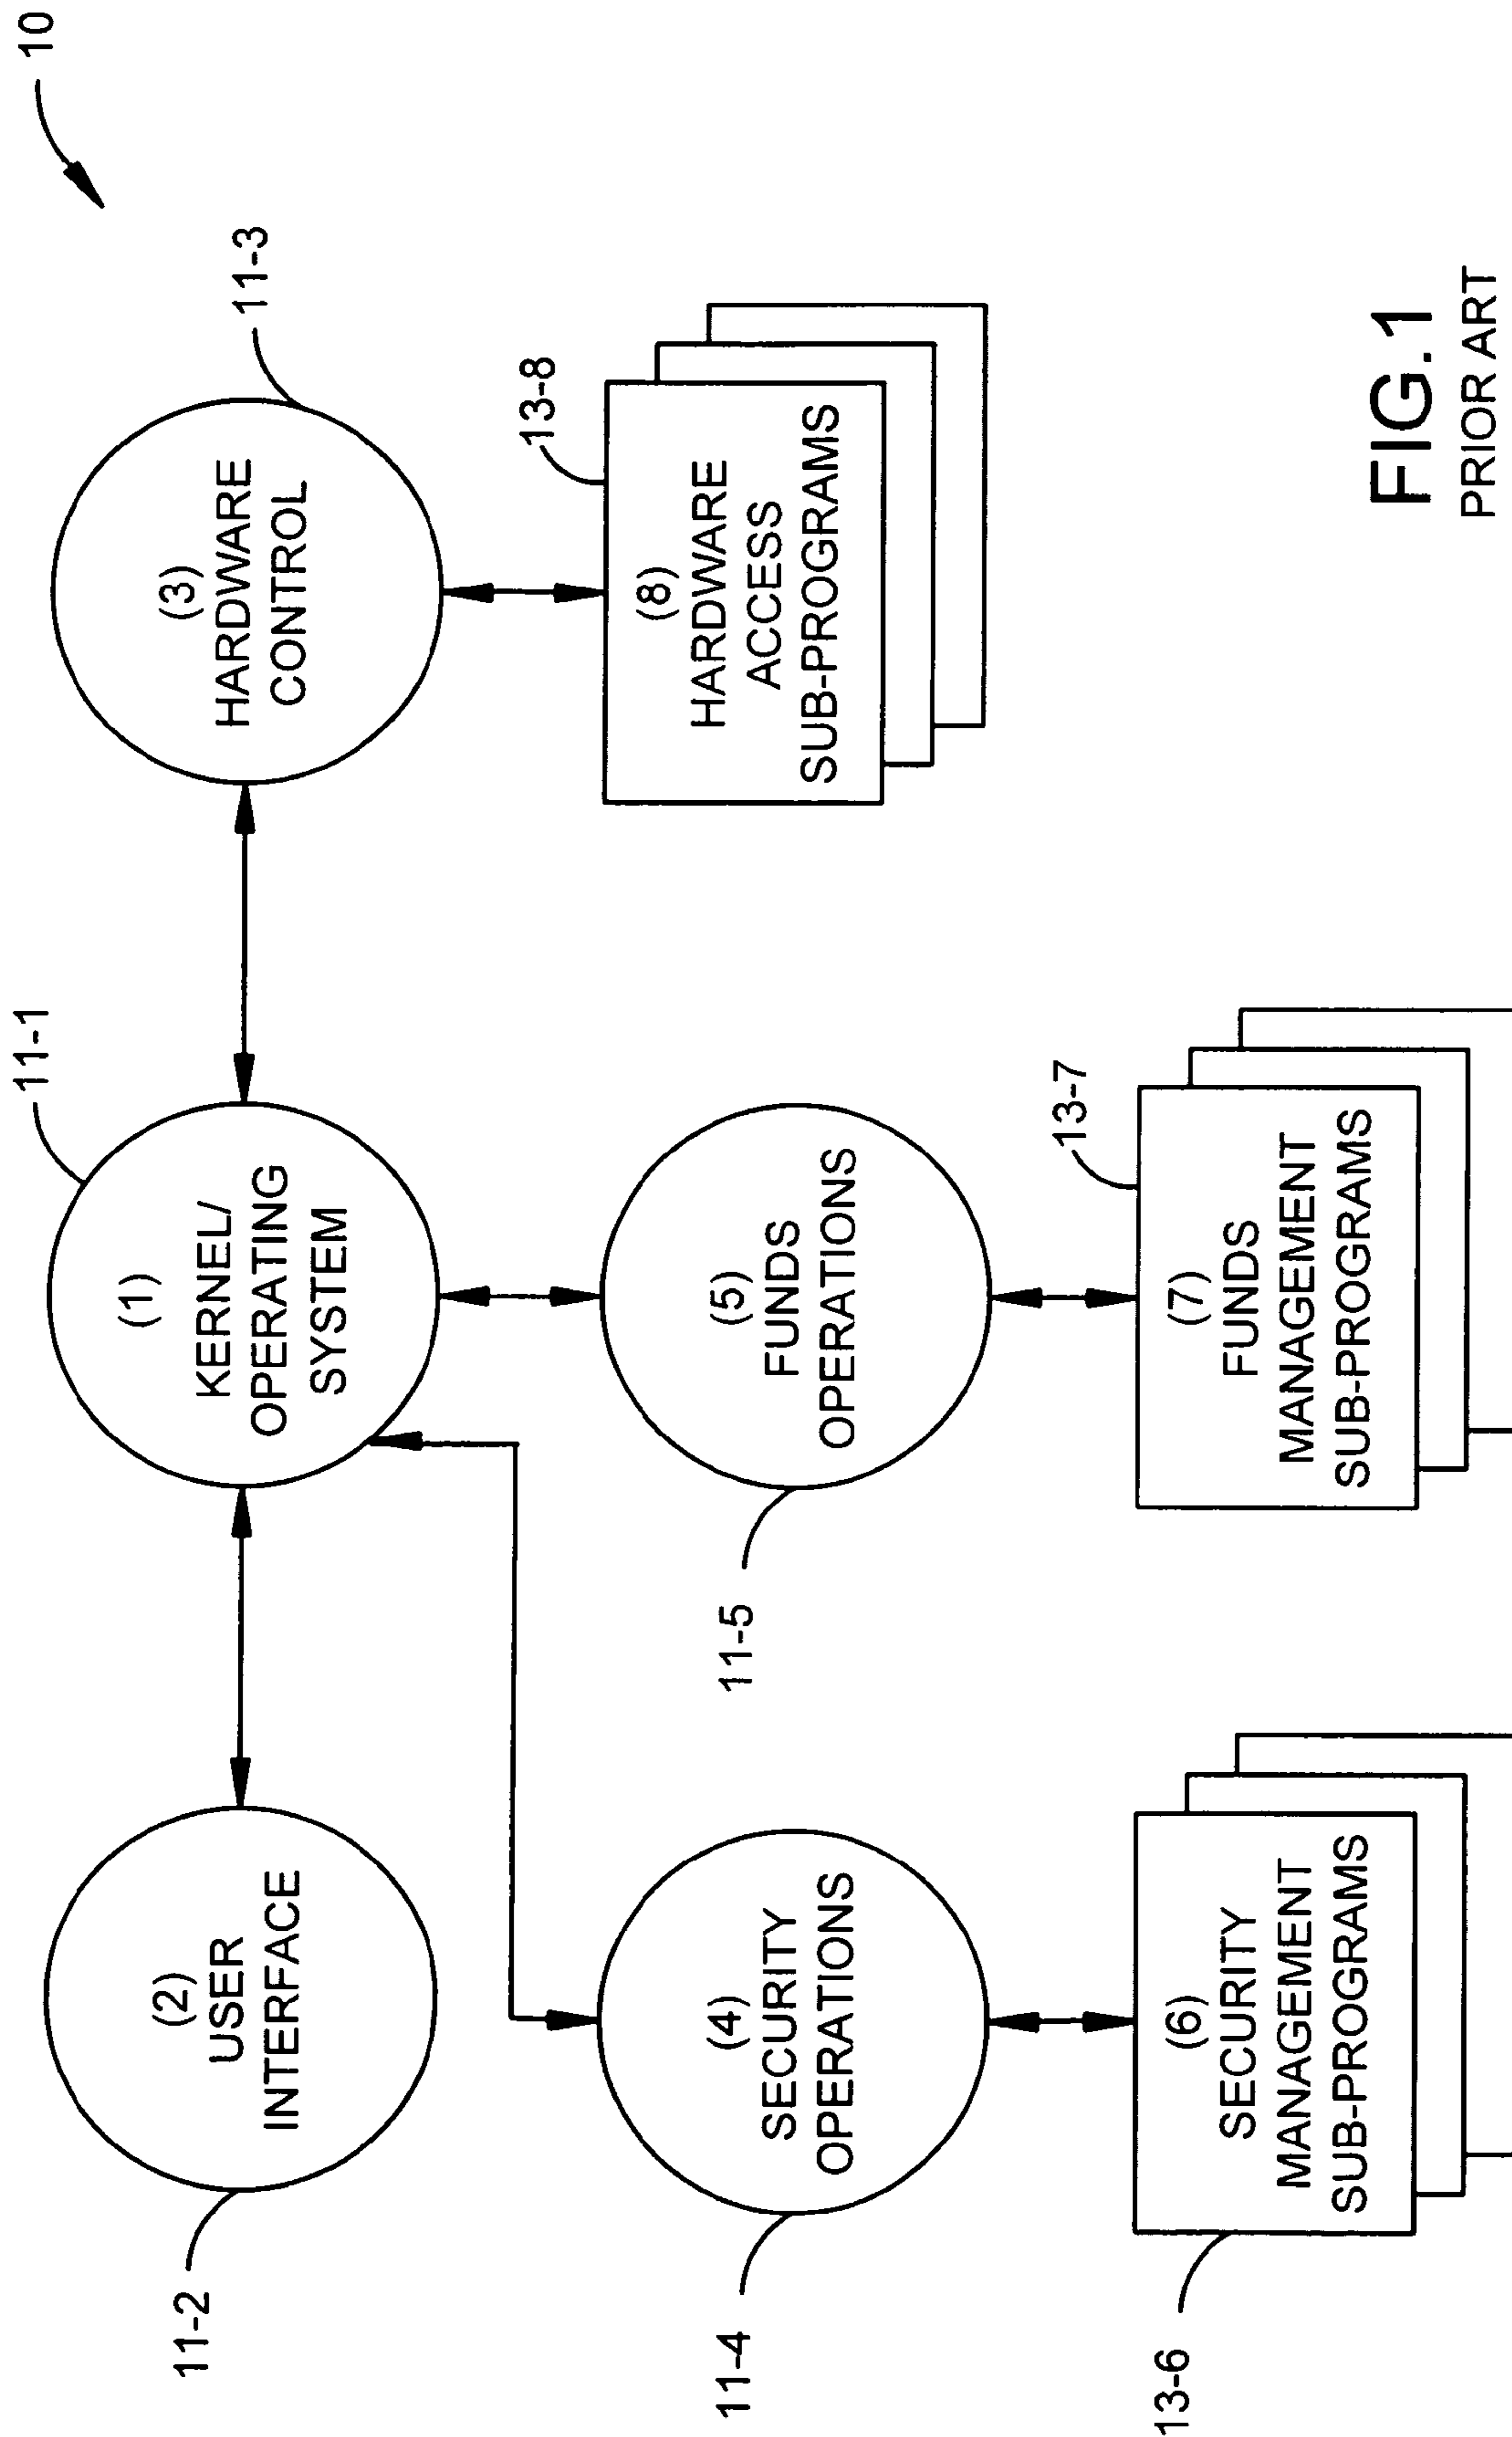 10
11-2
(2)
USER
INTERFACE
11-1
(1)
KERNEL/
OPERATING
SYSTEM
11-3
(3)
HARDWARE
CONTROL
11-4
(4)
SECURITY
OPERATIONS
11-5
(5)
FUNDS
OPERATIONS
13-8
(8)
HARDWARE
ACCESS
SUB-PROGRAMS
13-6
(6)
SECURITY
MANAGEMENT
SUB-PROGRAMS
13-7
(7)
FUNDS
MANAGEMENT
SUB-PROGRAMS
FIG.1
PRIOR ART